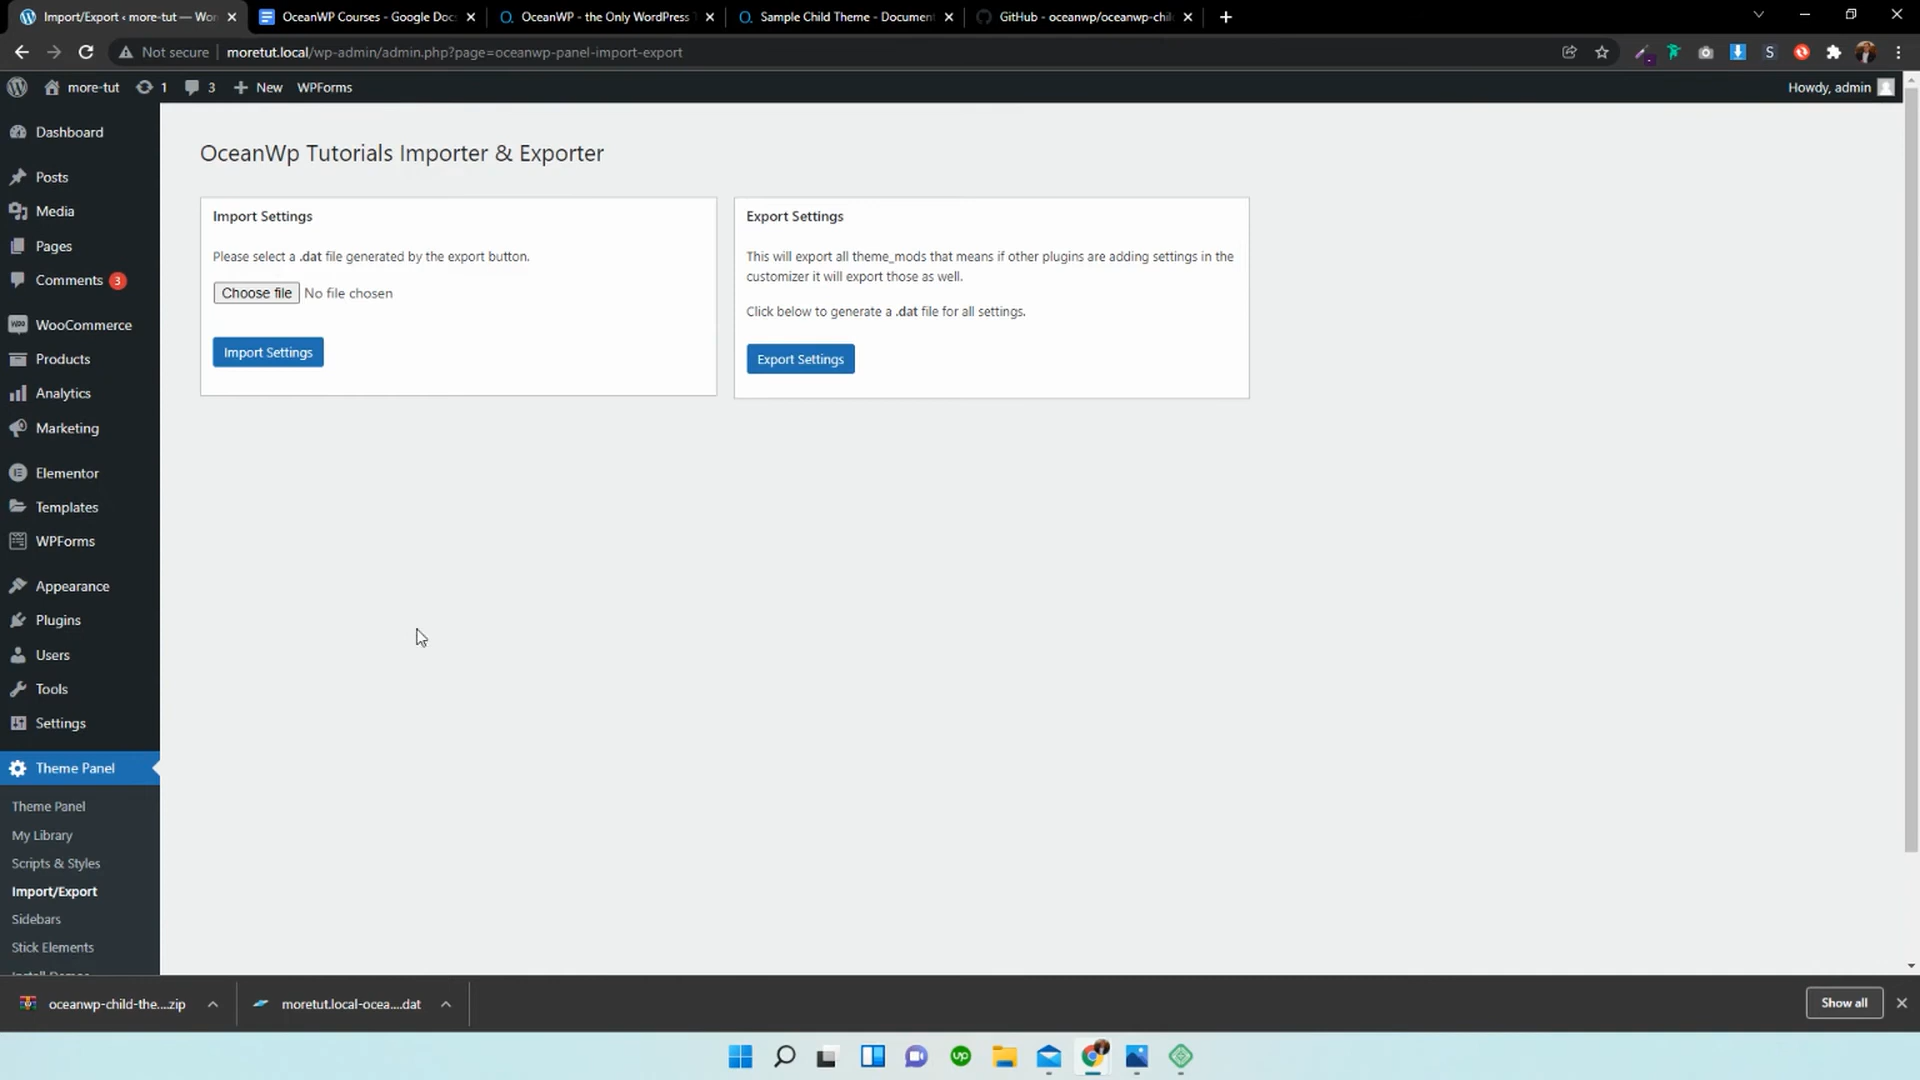 Import/Export ‹ more-tut — Wor
OceanWP Courses - Google Docs
OceanWP - the Only WordPress T
Sample Child Theme - Document
GitHub - oceanwp/oceanwp-chil
Not secure
moretut.local/wp-admin/admin.php?page=oceanwp-panel-import-export
more-tut
1
3
New
WPForms
Howdy, admin
Dashboard
Posts
Media
Pages
Comments 3
WooCommerce
Products
Analytics
Marketing
Elementor
Templates
WPForms
Appearance
Plugins
Users
Tools
Settings
Theme Panel
Theme Panel
My Library
Scripts & Styles
Import/Export
Sidebars
Stick Elements
Install Demos
OceanWp Tutorials Importer & Exporter
Import Settings
Please select a .dat file generated by the export button.
Choose file No file chosen
Import Settings
Export Settings
This will export all theme_mods that means if other plugins are adding settings in the
customizer it will export those as well.
Click below to generate a .dat file for all settings.
Export Settings
oceanwp-child-the....zip
moretut.local-ocea....dat
Show all